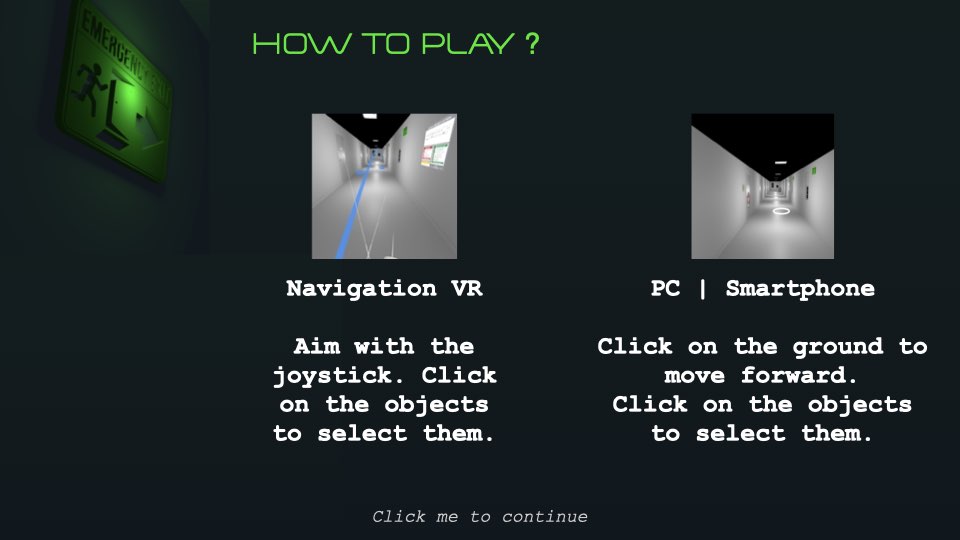 EMERGENCY EXIT
HOW TO PLAY ?
Navigation VR
Aim with the
joystick. Click
on the objects
to select them.
PC | Smartphone
Click on the ground to
move forward.
Click on the objects
to select them.
Click me to continue